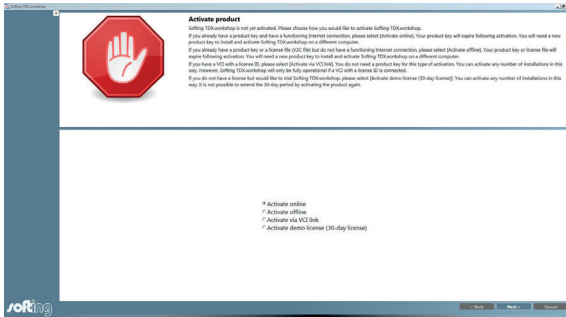 Softing TDX.workshop
Activate product
Softing TDX.workshop is not yet activated. Please choose how you would like to activate Softing TDX.workshop.
If you already have a product key and have a functioning Internet connection, please select [Activate online]. Your product key will expire following activation. You will need a new
product key to install and activate Softing TDX.workshop on a different computer.
If you already have a product key or a license file (V2C file) but do not have a functioning Internet connection, please select [Activate offline]. Your product key or license file will
expire following activation. You will need a new product key to install and activate Softing TDX.workshop on a different computer.
If you have a VCI with a license ID, please select [Activate via VCI link]. You do not need a product key for this type of activation. You can activate any number of installations in this
way. However, Softing TDX.workshop will only be fully operational if a VCI with a license ID is connected.
If you do not have a license but would like to trial Softing TDX.workshop, please select [Activate demo license (30-day license)]. You can activate any number of installations in this
way. It is not possible to extend the 30-day period by activating the product again.
Activate online
Activate offline
Activate via VCI link
Activate demo license (30-day license)
softing
< Back Next > Cancel